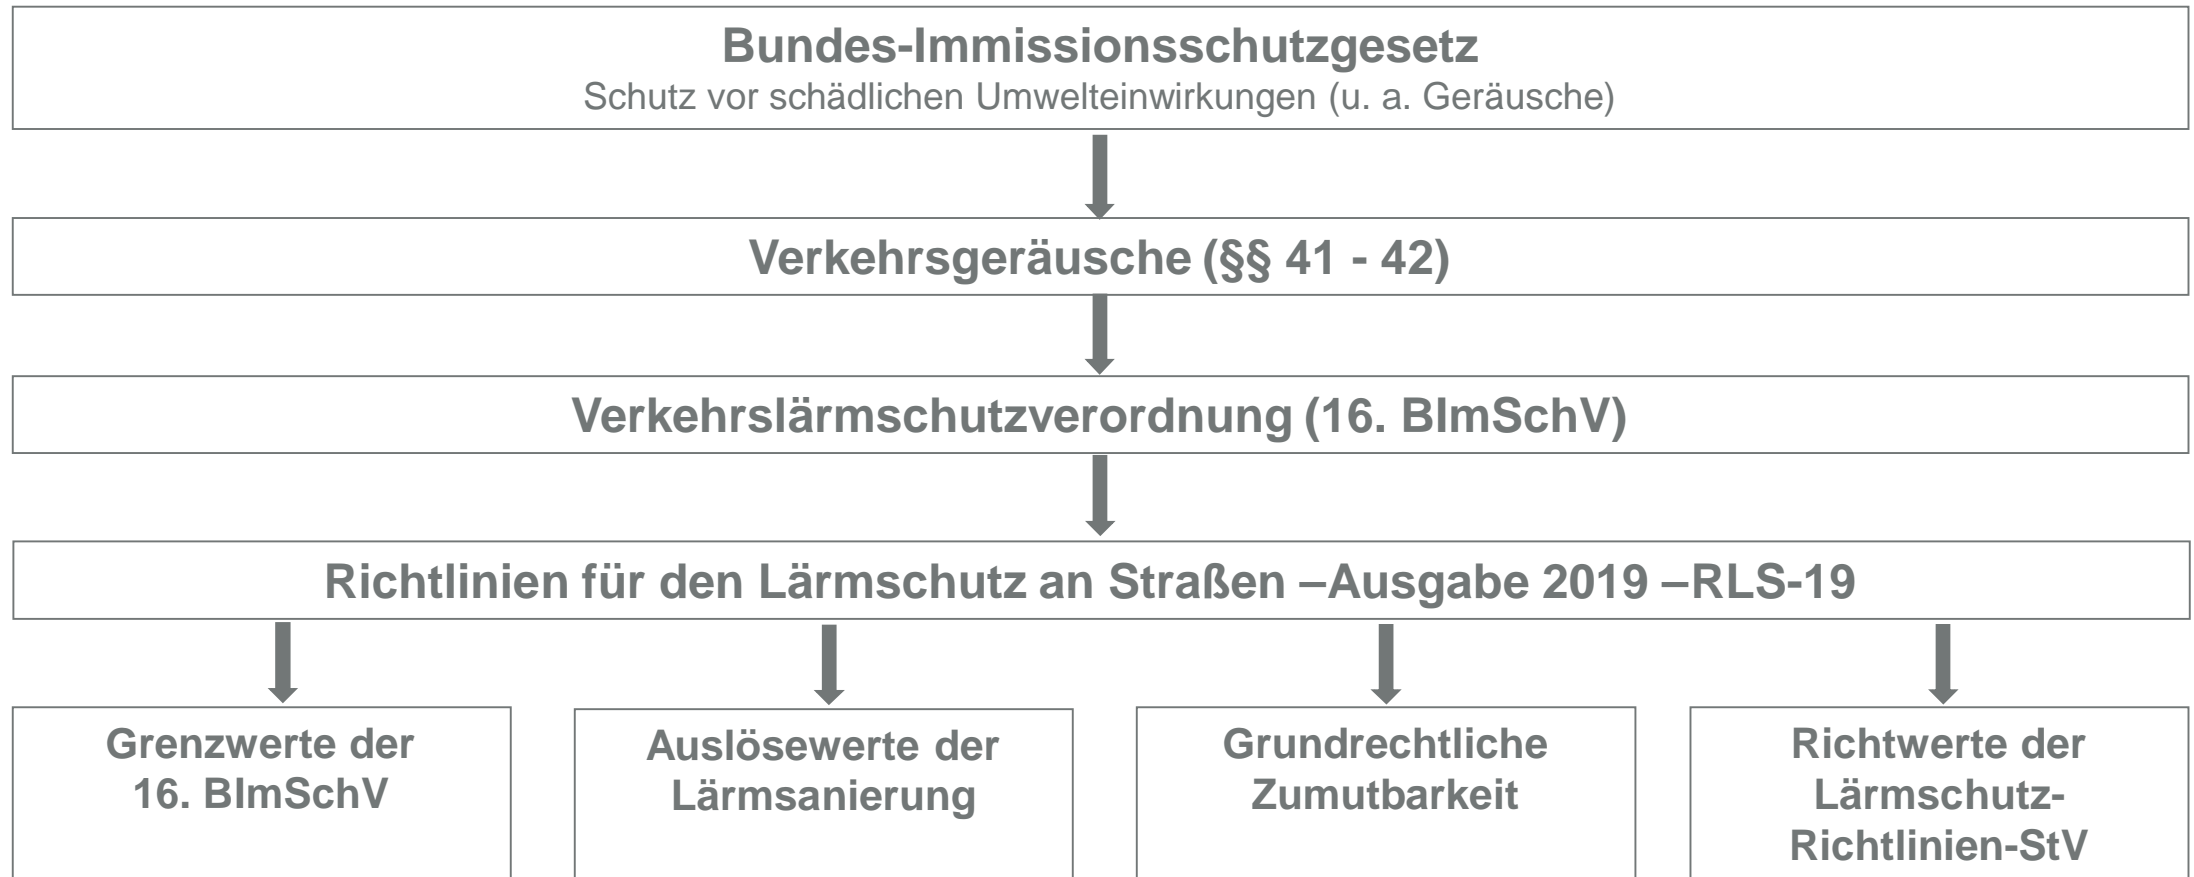 Bundes-Immissionsschutzgesetz
Schutz vor schädlichen Umwelteinwirkungen (u. a. Geräusche)
Verkehrsgeräusche (§§ 41 - 42)
Verkehrslärmschutzverordnung (16. BImSchV)
Richtlinien für den Lärmschutz an Straßen –Ausgabe 2019 –RLS-19
Grenzwerte der
16. BImSchV
Auslösewerte der
Lärmsanierung
Grundrechtliche
Zumutbarkeit
Richtwerte der
Lärmschutz-
Richtlinien-StV